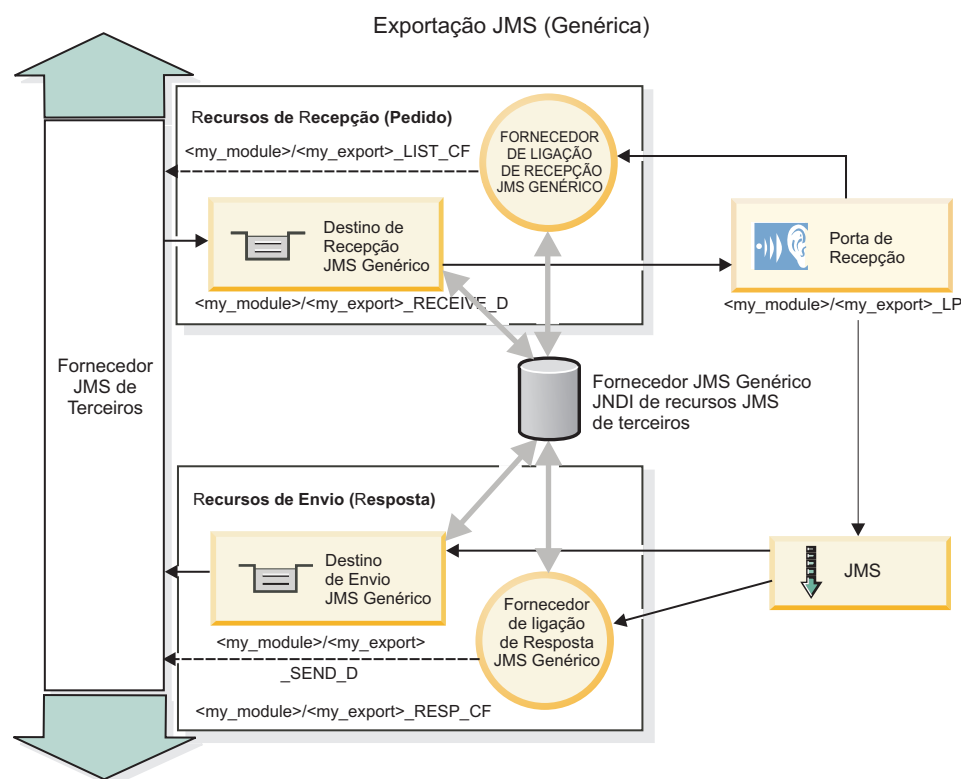 Exportação JMS (Genérica)
Recursos de Recepção (Pedido)
<my_module>/<my_export>_LIST_CF
FORNECEDOR
DE LIGAÇÃO
DE RECEPÇÃO
JMS GENÉRICO
Destino de
Recepção
JMS Genérico
<my_module>/<my_export>_RECEIVE_D
Porta de
Recepção
<my_module>/<my_export>_LP
Fornecedor
JMS de
Terceiros
Fornecedor JMS Genérico
JNDI de recursos JMS
de terceiros
Recursos de Envio (Resposta)
Destino
de Envio
JMS Genérico
<my_module>/<my_export>
_SEND_D
Fornecedor
de ligação
de Resposta
JMS Genérico
<my_module>/<my_export>_RESP_CF
JMS